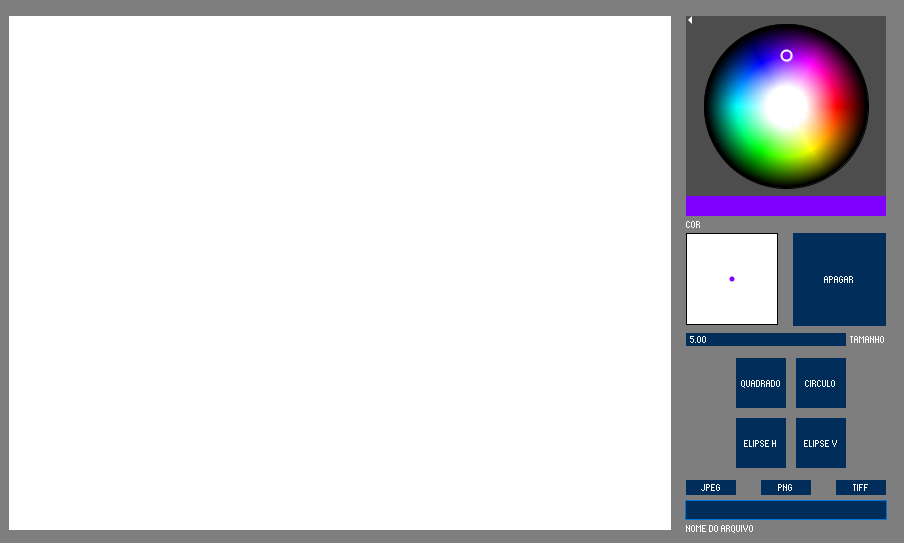 COR
APAGAR
5.00 TAMANHO
QUADRADO CIRCULO
ELIPSE H ELIPSE V
JPEG PNG TIFF
NOME DO ARQUIVO